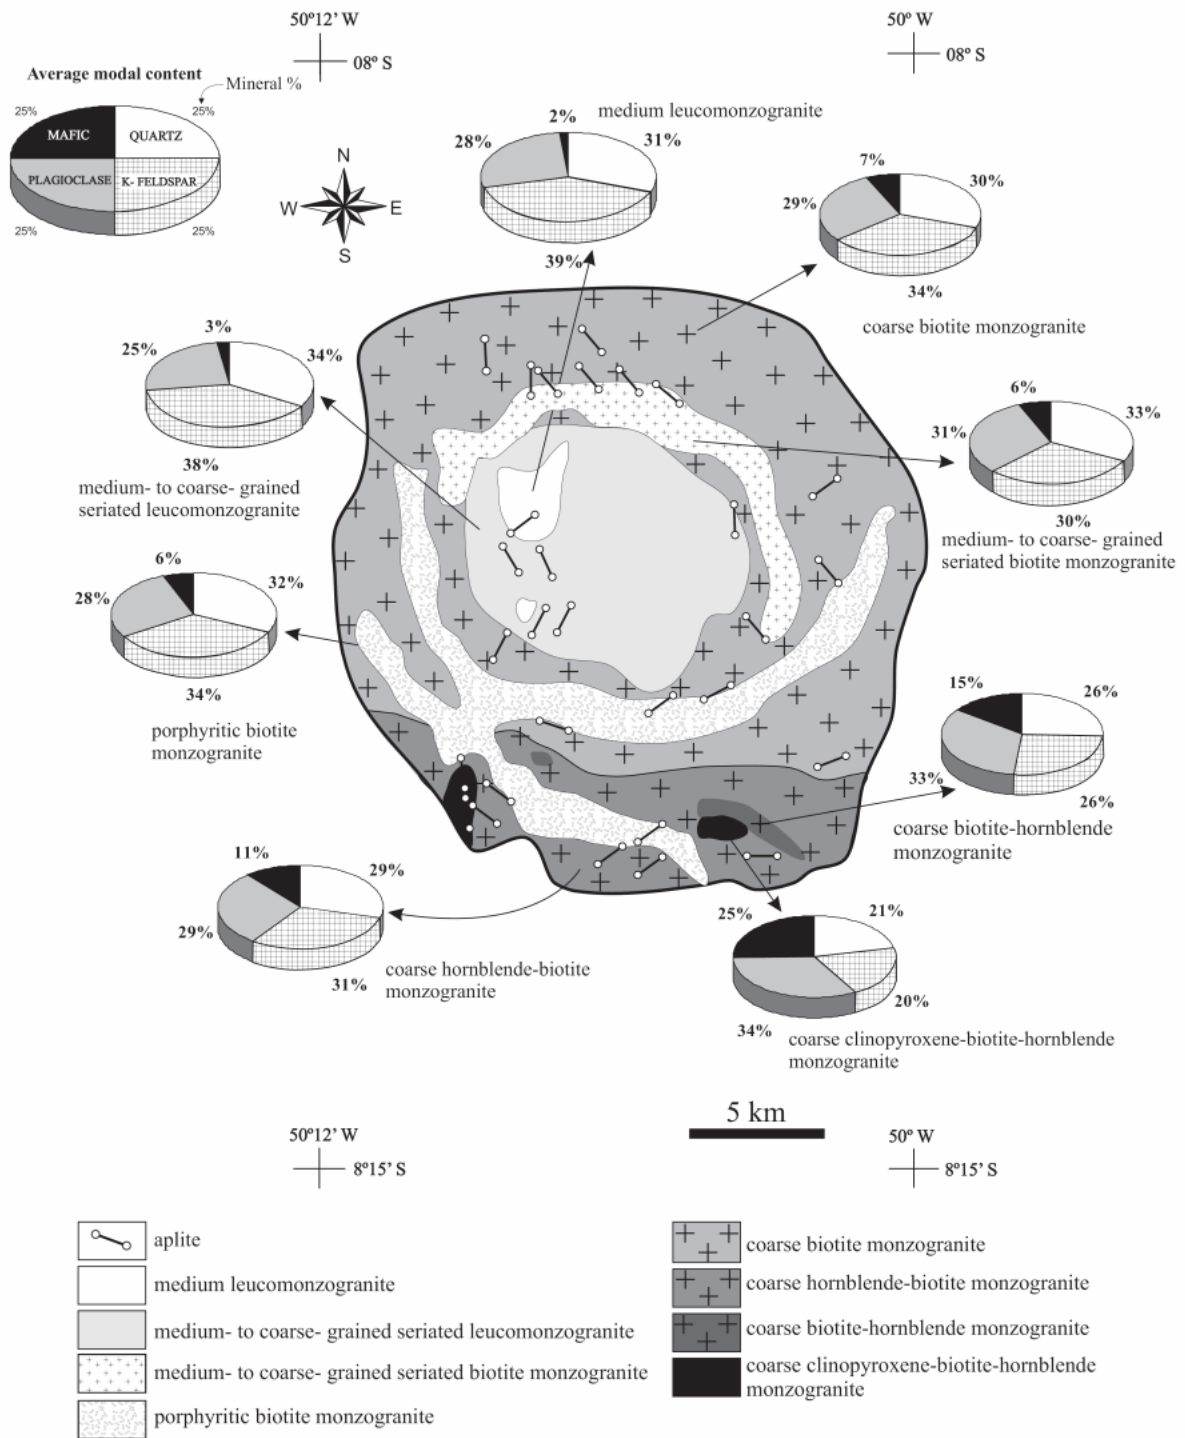 50º12’ W
08º S
50º W
08º S
Average modal content
Mineral %
25%
25%
MAFIC
QUARTZ
PLAGIOCLASE
K- FELDSPAR
25%
25%
N
W
E
S
medium leucomonzogranite
2%
31%
28%
39%
7%
30%
29%
34%
coarse biotite monzogranite
3%
34%
25%
38%
medium- to coarse- grained
seriated leucomonzogranite
6%
33%
31%
30%
medium- to coarse- grained
seriated biotite monzogranite
6%
32%
28%
34%
porphyritic biotite
monzogranite
15%
26%
33%
26%
coarse biotite-hornblende
monzogranite
11%
29%
29%
31%
coarse hornblende-biotite
monzogranite
25%
21%
20%
34%
coarse clinopyroxene-biotite-hornblende
monzogranite
5 km
50º12’ W
8º15’ S
50º W
8º15’ S
aplite
medium leucomonzogranite
medium- to coarse- grained seriated leucomonzogranite
medium- to coarse- grained seriated biotite monzogranite
porphyritic biotite monzogranite
coarse biotite monzogranite
coarse hornblende-biotite monzogranite
coarse biotite-hornblende monzogranite
coarse clinopyroxene-biotite-hornblende
monzogranite